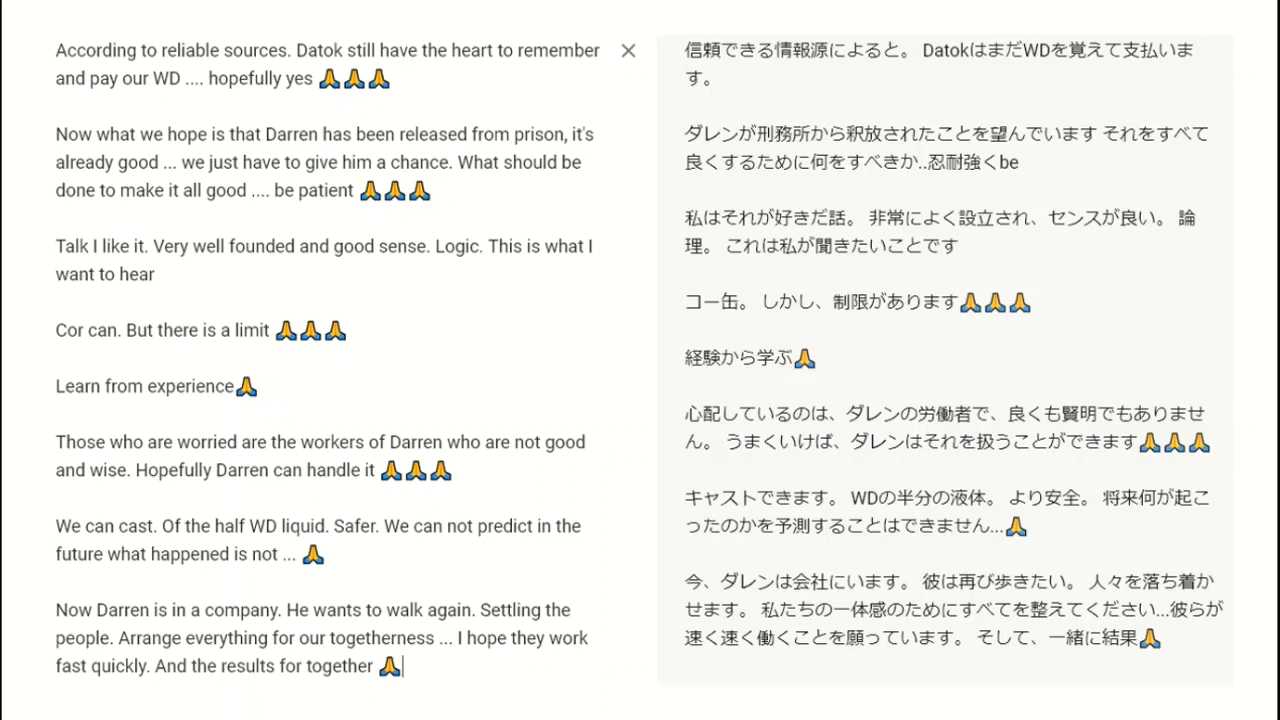 According to reliable sources. Datok still have the heart to remember
and pay our WD .... hopefully yes 🙏🙏🙏
Now what we hope is that Darren has been released from prison, it's
already good ... we just have to give him a chance. What should be
done to make it all good .... be patient 🙏🙏🙏
Talk I like it. Very well founded and good sense. Logic. This is what I
want to hear
Cor can. But there is a limit 🙏🙏🙏
Learn from experience🙏
Those who are worried are the workers of Darren who are not good
and wise. Hopefully Darren can handle it 🙏🙏🙏
We can cast. Of the half WD liquid. Safer. We can not predict in the
future what happened is not ... 🙏
Now Darren is in a company. He wants to walk again. Settling the
people. Arrange everything for our togetherness ... I hope they work
fast quickly. And the results for together 🙏
信頼できる情報源によると。 DatokはまだWDを覚えて支払いま
す。
ダレンが刑務所から釈放されたことを望んでいます それをすべて
良くするために何をすべきか..忍耐強くbe
私はそれが好きだ話。 非常によく設立され、センスが良い。 論
理。 これは私が聞きたいことです
コー缶。 しかし、制限があります🙏🙏🙏
経験から学ぶ🙏
心配しているのは、ダレンの労働者で、良くも賢明でもありませ
ん。 うまくいけば、ダレンはそれを扱うことができます🙏🙏🙏
キャストできます。 WDの半分の液体。 より安全。 将来何が起こ
ったのかを予測することはできません...🙏
今、ダレンは会社にいます。 彼は再び歩きたい。 人々を落ち着か
せます。 私たちの一体感のためにすべてを整えてください...彼らが
速く速く働くことを願っています。 そして、一緒に結果🙏